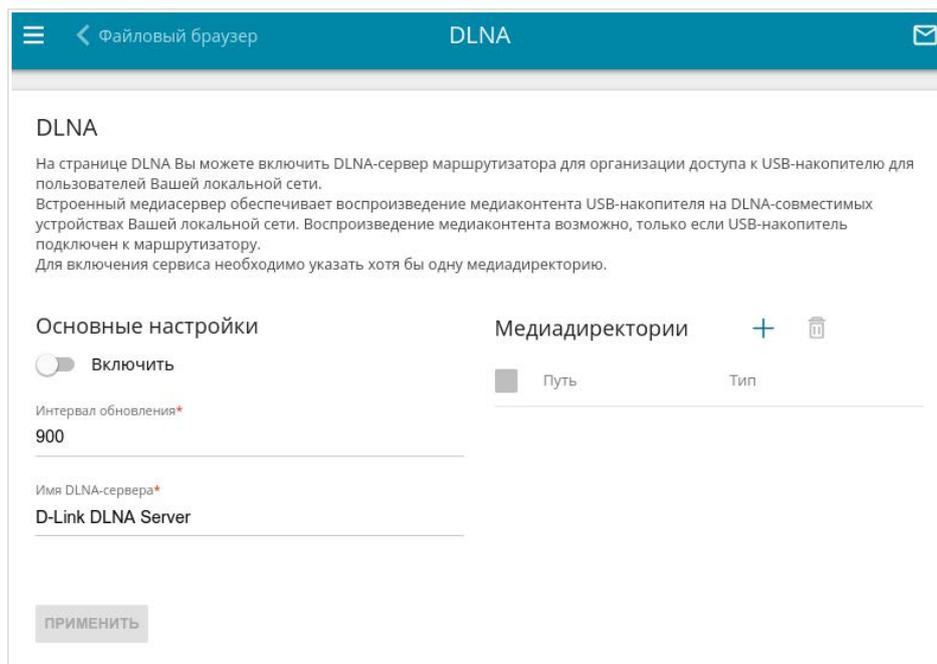 Файловый браузер
DLNA
DLNA
На странице DLNA Вы можете включить DLNA-сервер маршрутизатора для организации доступа к USB-накопителю для
пользователей Вашей локальной сети.
Встроенный медиасервер обеспечивает воспроизведение медиаконтента USB-накопителя на DLNA-совместимых
устройствах Вашей локальной сети. Воспроизведение медиаконтента возможно, только если USB-накопитель
подключен к маршрутизатору.
Для включения сервиса необходимо указать хотя бы одну медиадиректорию.
Основные настройки
Включить
Интервал обновления*
900
Имя DLNA-сервера*
D-Link DLNA Server
ПРИМЕНИТЬ
Медиадиректории
Путь
Тип